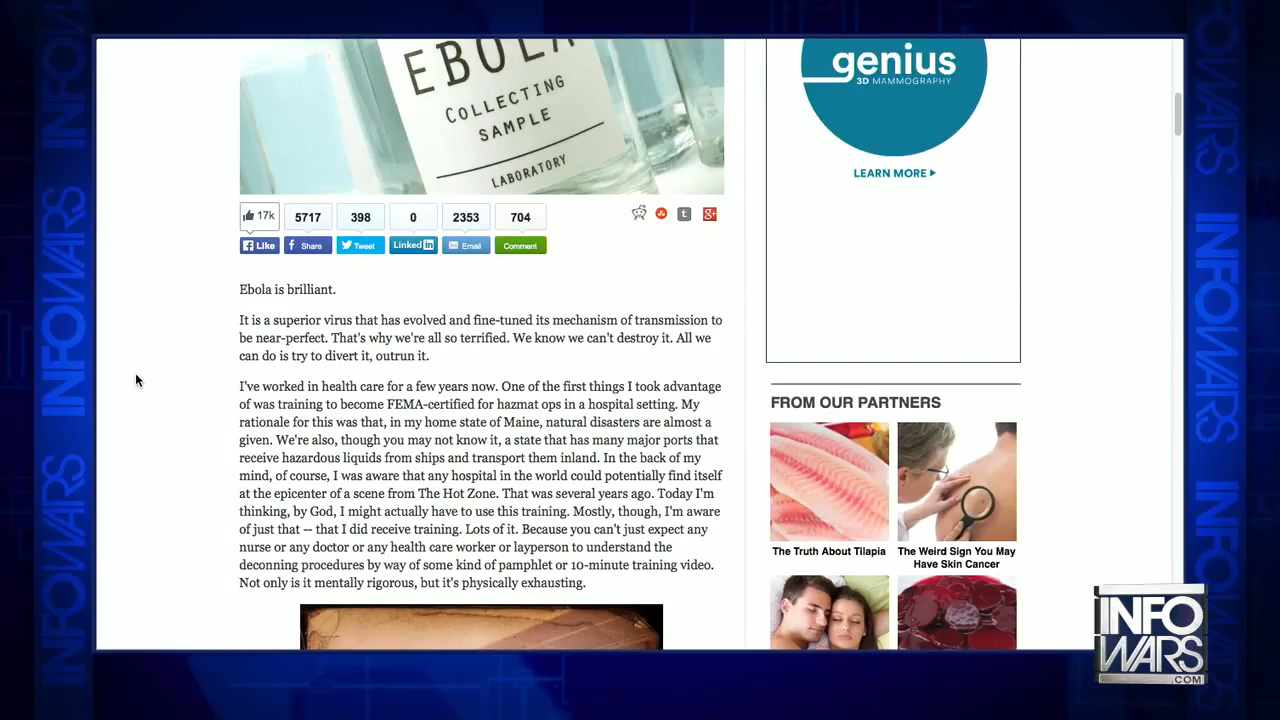 EBOLA
COLLECTING
SAMPLE
LABORATORY
genius
3D MAMMOGRAPHY
LEARN MORE
17k
5717
398
0
2353
704
Like
Share
Tweet
Linked in
Email
Comment
Ebola is brilliant.
It is a superior virus that has evolved and fine-tuned its mechanism of transmission to
be near-perfect. That's why we're all so terrified. We know we can't destroy it. All we
can do is try to divert it, outrun it.
I've worked in health care for a few years now. One of the first things I took advantage
of was training to become FEMA-certified for hazmat ops in a hospital setting. My
rationale for this was that, in my home state of Maine, natural disasters are almost a
given. We're also, though you may not know it, a state that has many major ports that
receive hazardous liquids from ships and transport them inland. In the back of my
mind, of course, I was aware that any hospital in the world could potentially find itself
at the epicenter of a scene from The Hot Zone. That was several years ago. Today I'm
thinking, by God, I might actually have to use this training. Mostly, though, I'm aware
of just that -- that I did receive training. Lots of it. Because you can't just expect any
nurse or any doctor or any health care worker or layperson to understand the
deconning procedures by way of some kind of pamphlet or 10-minute training video.
Not only is it mentally rigorous, but it's physically exhausting.
FROM OUR PARTNERS
The Truth About Tilapia
The Weird Sign You May
Have Skin Cancer
INFOWARS
INFOWARS
INFOWARS
INFOWARS
INFOWARS
INFOWARS
INFO
WARS
.COM